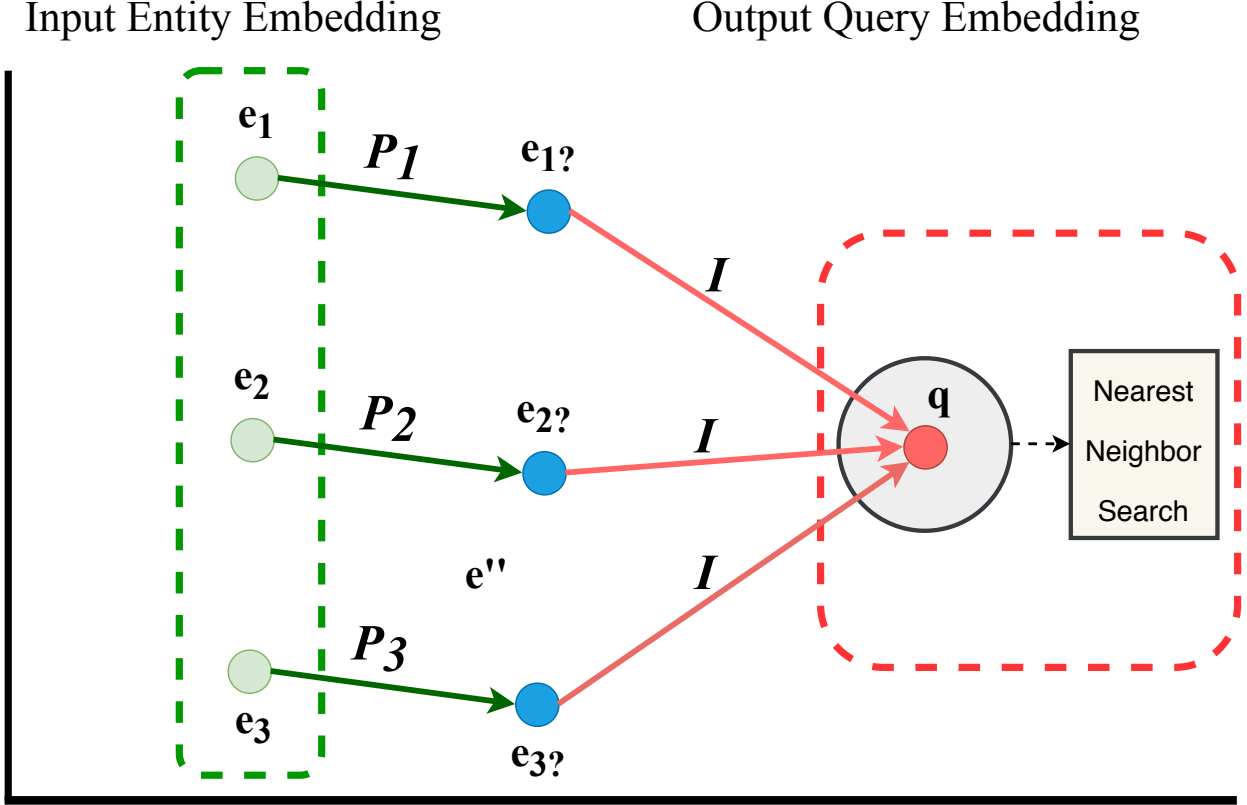 Input Entity Embedding
Output Query Embedding
e1
P1
e1?
I
e2
P2
e2?
I
q
Nearest
Neighbor
Search
e''
I
P3
e3
e3?